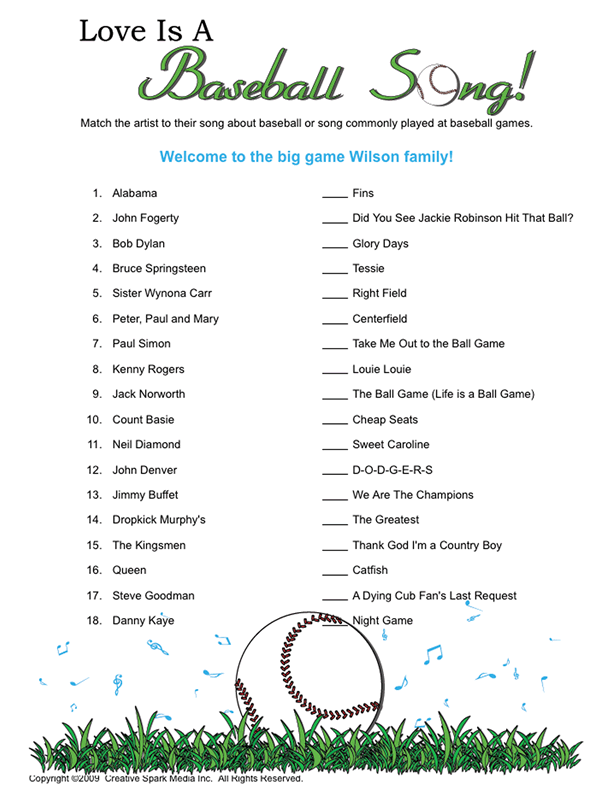 Love Is A
Baseball Song!
Match the artist to their song about baseball or song commonly played at baseball games.
Welcome to the big game Wilson family!
1. Alabama ____ Fins
2. John Fogerty ____ Did You See Jackie Robinson Hit That Ball?
3. Bob Dylan ____ Glory Days
4. Bruce Springsteen ____ Tessie
5. Sister Wynona Carr ____ Right Field
6. Peter, Paul and Mary ____ Centerfield
7. Paul Simon ____ Take Me Out to the Ball Game
8. Kenny Rogers ____ Louie Louie
9. Jack Norworth ____ The Ball Game (Life is a Ball Game)
10. Count Basie ____ Cheap Seats
11. Neil Diamond ____ Sweet Caroline
12. John Denver ____ D-O-D-G-E-R-S
13. Jimmy Buffet ____ We Are The Champions
14. Dropkick Murphy's ____ The Greatest
15. The Kingsmen ____ Thank God I'm a Country Boy
16. Queen ____ Catfish
17. Steve Goodman ____ A Dying Cub Fan's Last Request
18. Danny Kaye ____ Night Game
Copyright ©2009 Creative Spark Media Inc. All Rights Reserved.